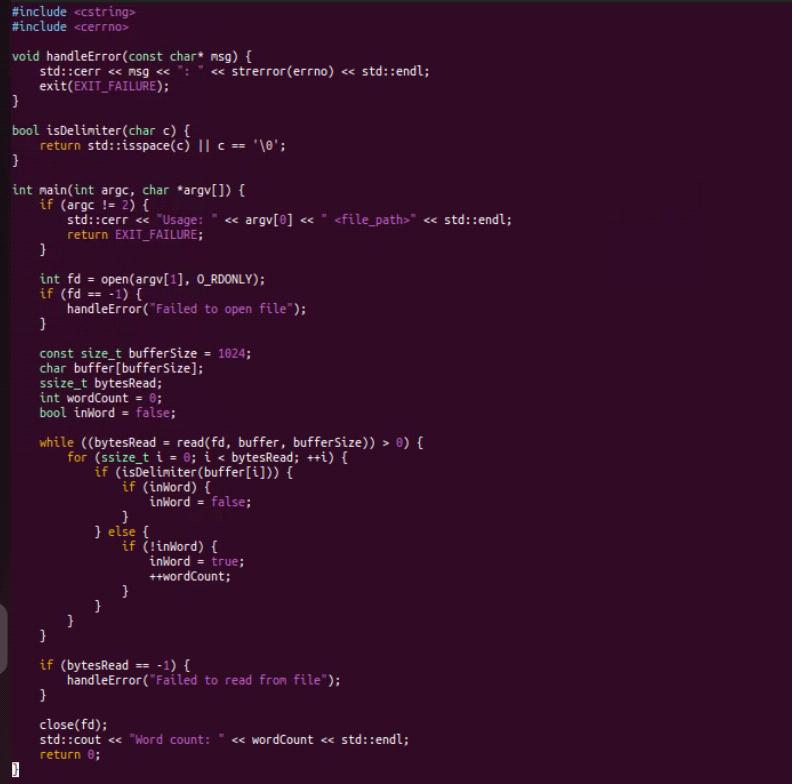 #include <cstring>
#include <cerrno>

void handleError(const char* msg) {
    std::cerr << msg << ": " << strerror(errno) << std::endl;
    exit(EXIT_FAILURE);
}

bool isDelimiter(char c) {
    return std::isspace(c) || c == '\0';
}

int main(int argc, char *argv[]) {
    if (argc != 2) {
        std::cerr << "Usage: " << argv[0] << " <file_path>" << std::endl;
        return EXIT_FAILURE;
    }

    int fd = open(argv[1], O_RDONLY);
    if (fd == -1) {
        handleError("Failed to open file");
    }

    const size_t bufferSize = 1024;
    char buffer[bufferSize];
    ssize_t bytesRead;
    int wordCount = 0;
    bool inWord = false;

    while ((bytesRead = read(fd, buffer, bufferSize)) > 0) {
        for (ssize_t i = 0; i < bytesRead; ++i) {
            if (isDelimiter(buffer[i])) {
                if (inWord) {
                    inWord = false;
                }
            } else {
                if (!inWord) {
                    inWord = true;
                    ++wordCount;
                }
            }
        }
    }

    if (bytesRead == -1) {
        handleError("Failed to read from file");
    }

    close(fd);
    std::cout << "Word count: " << wordCount << std::endl;
    return 0;
}